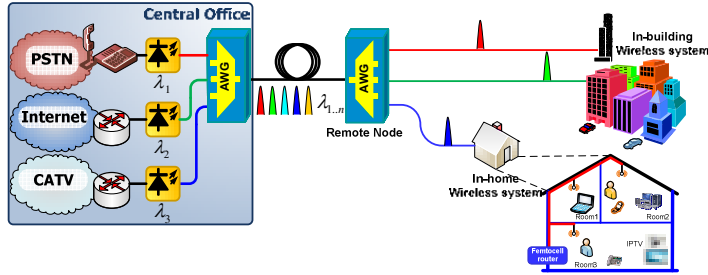 Central Office
PSTN
λ1
AWG
Internet
λ2
CATV
λ3
λ1..n
AWG
Remote Node
In-building
Wireless system
In-home
Wireless system
Room1
Room2
Femtocell
router
Room3
IPTV